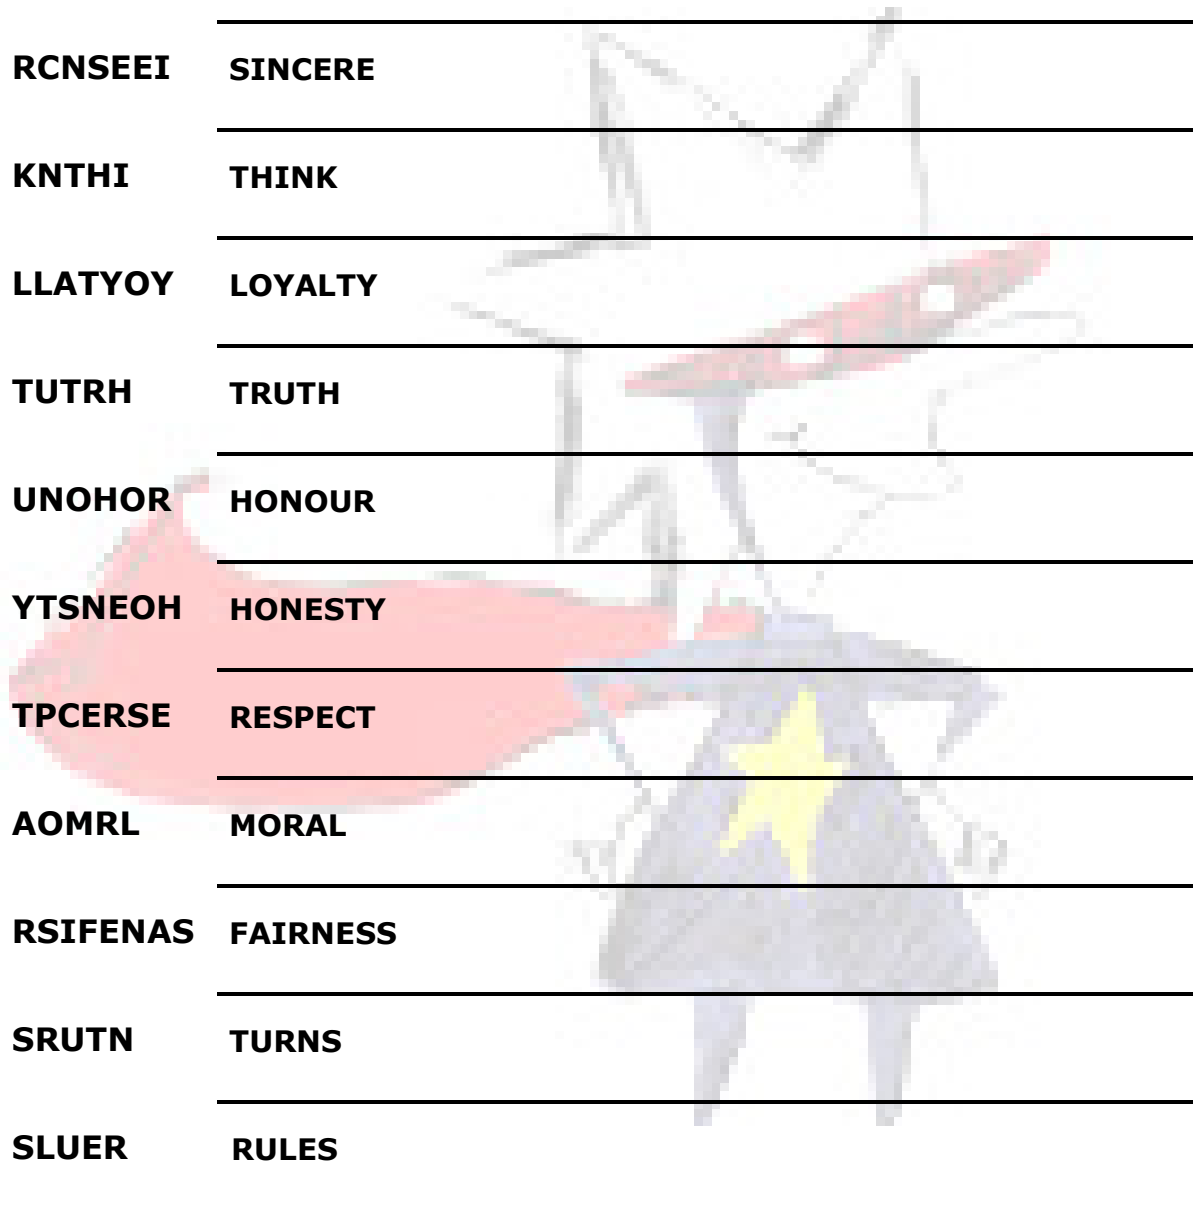 RCNSEEI SINCERE
KNTHI THINK
LLATYOY LOYALTY
TUTRH TRUTH
UNOHOR HONOUR
YTSNEOH HONESTY
TPCERSE RESPECT
AOMRL MORAL
RSIFENAS FAIRNESS
SRUTN TURNS
SLUER RULES